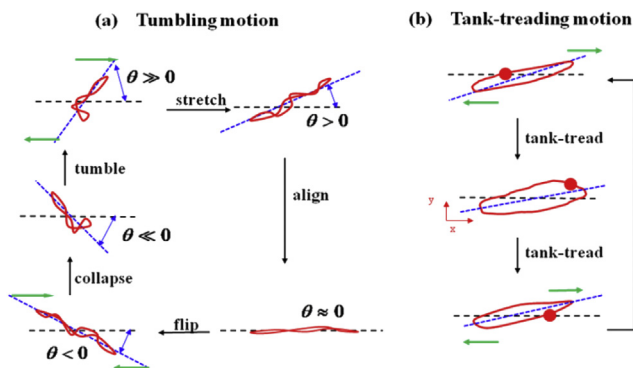 (a) Tumbling motion
(b) Tank-treading motion
θ ≫ 0
stretch
θ > 0
tank-tread
tumble
align
y
x
θ ≪ 0
collapse
tank-tread
θ ≈ 0
flip
θ < 0